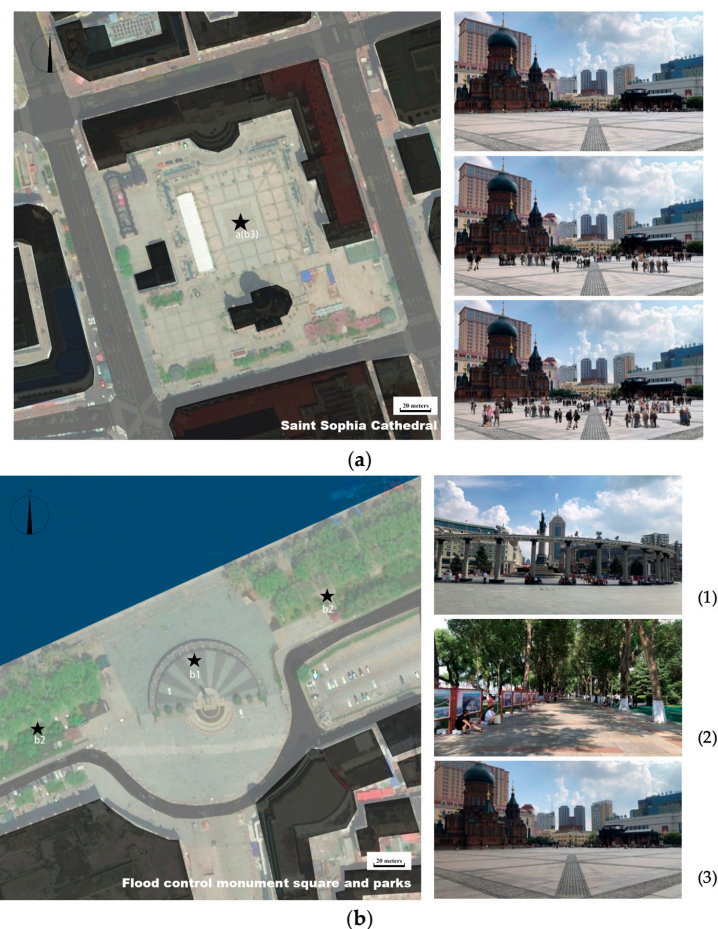 a(b3)
20 meters
Saint Sophia Cathedral
(a)
b2
b1
b2
20 meters
Flood control monument square and parks
(1)
(2)
(3)
(b)